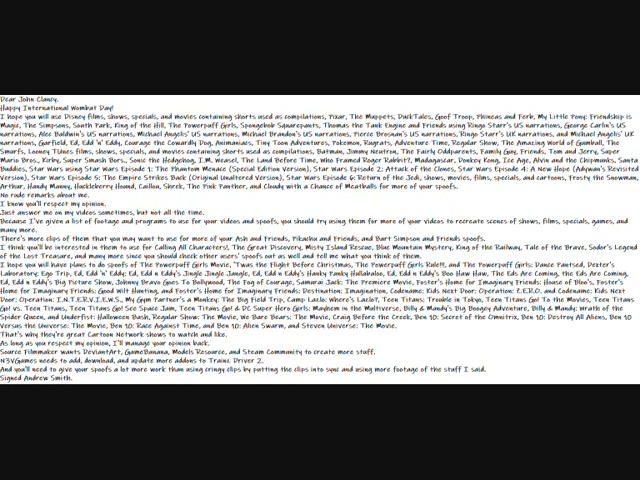 Dear John Clancy,
Happy International Wombat Day!
I hope you will use Disney films, shows, specials, and movies containing shorts used as compilations, Pixar, The Muppets, DuckTales, Goof Troop, Phineas and Ferb, My Little Pony: Friendship is
Magic, The Simpsons, South Park, King of the Hill, The Powerpuff Girls, Spongebob Squarepants, Thomas the Tank Engine and Friends using Ringo Starr's US narrations, George Carlin's US
narrations, Alec Baldwin's US narrations, Michael Angelis' US narrations, Michael Brandon's US narrations, Pierce Brosnan's US narrations, Ringo Starr's UK narrations, and Michael Angelis' UK
narrations, Garfield, Ed, Edd 'n' Eddy, Courage the Cowardly Dog, Animaniacs, Tiny Toon Adventures, Pokemon, Rugrats, Adventure Time, Regular Show, The Amazing World of Gumball, The
Smurfs, Looney Tunes films, shows, specials, and movies containing shorts used as compilations, Batman, Jimmy Neutron, The Fairly Oddparents, Family Guy, Friends, Tom and Jerry, Super
Mario Bros., Kirby, Super Smash Bros., Sonic the Hedgehog, I.M. Weasel, The Land Before Time, Who Framed Roger Rabbit?, Madagascar, Donkey Kong, Ice Age, Alvin and the Chipmunks, Santa
Buddies, Star Wars using Star Wars Episode 1: The Phantom Menace (Special Edition Version), Star Wars Episode 2: Attack of the Clones, Star Wars Episode 4: A New Hope (Adywan's Revisited
Version), Star Wars Episode 5: The Empire Strikes Back (Original Unaltered Version), Star Wars Episode 6: Return of the Jedi, shows, movies, films, specials, and cartoons, Frosty the Snowman,
Arthur, Handy Manny, Huckleberry Hound, Caillou, Shrek, The Pink Panther, and Cloudy with a Chance of Meatballs for more of your spoofs.
No rude remarks about me.
I know you'll respect my opinion.
Just answer me on my videos sometimes, but not all the time.
Because I've given a list of footage and programs to use for your videos and spoofs, you should try using them for more of your videos to recreate scenes of shows, films, specials, games, and
many more.
There's more clips of them that you may want to use for more of your Ash and Friends, Pikachu and Friends, and Bart Simpson and Friends spoofs.
I think you'll be interested in them to use for Calling All Characters!, The Great Discovery, Misty Island Rescue, Blue Mountain Mystery, King of the Railway, Tale of the Brave, Sodor's Legend
of the Lost Treasure, and many more since you should check other users' spoofs out as well and tell me what you think of them.
I hope you will have plans to do spoofs of The Powerpuff Girls Movie, 'Twas the Flight Before Christmas, The Powerpuff Girls Rule!!!, and The Powerpuff Girls: Dance Pantsed, Dexter's
Laboratory: Ego Trip, Ed, Edd 'n' Eddy: Ed, Edd n Eddy's Jingle Jingle Jangle, Ed, Edd n Eddy's Hanky Panky Hullabaloo, Ed, Edd n Eddy's Boo Haw Haw, The Eds Are Coming, the Eds Are Coming,
Ed, Edd n Eddy's Big Picture Show, Johnny Bravo Goes To Bollywood, The Fog of Courage, Samurai Jack: The Premiere Movie, Foster's Home for Imaginary Friends: House of Bloo's, Foster's
Home for Imaginary Friends: Good Wilt Hunting, and Foster's Home for Imaginary Friends: Destination: Imagination, Codename: Kids Next Door: Operation: Z.E.R.O, and Codename: Kids Next
Door: Operation: I.N.T.E.R.V.I.E.W.S., My Gym Partner's a Monkey: The Big Field Trip, Camp Lazlo: Where's Lazlo?, Teen Titans: Trouble in Tokyo, Teen Titans Go! To the Movies, Teen Titans
Go! vs. Teen Titans, Teen Titans Go! See Space Jam, Teen Titans Go! & DC Super Hero Girls: Mayhem in the Multiverse, Billy & Mandy's Big Boogey Adventure, Billy & Mandy: Wrath of the
Spider Queen, and Underfist: Halloween Bash, Regular Show: The Movie, We Bare Bears: The Movie, Craig Before the Creek, Ben 10: Secret of the Omnitrix, Ben 10: Destroy All Aliens, Ben 10
Versus the Universe: The Movie, Ben 10: Race Against Time, and Ben 10: Alien Swarm, and Steven Universe: The Movie.
That's why they're great Cartoon Network shows to watch and like.
As long as you respect my opinion, I'll manage your opinion back.
Source Filmmaker wants DeviantArt, GameBanana, Models Resource, and Steam Community to create more stuff.
N3VGames needs to add, download, and update more addons to Trainz Driver 2.
And you'll need to give your spoofs a lot more work than using cringy clips by putting the clips into sync and using more footage of the stuff I said.
Signed Andrew Smith.